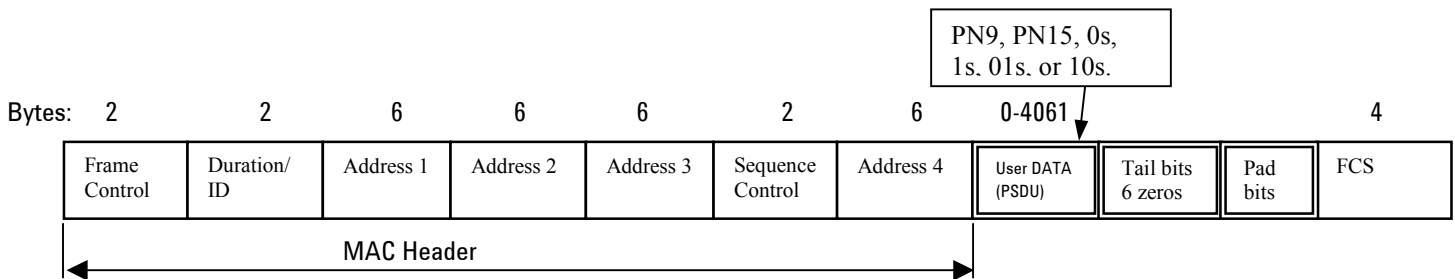 PN9, PN15, 0s,
1s, 01s, or 10s.
Bytes: 2 2 6 6 6 2 6 0-4061 4
Frame Control Duration/ ID Address 1 Address 2 Address 3 Sequence Control Address 4 User DATA (PSDU) Tail bits 6 zeros Pad bits FCS
MAC Header